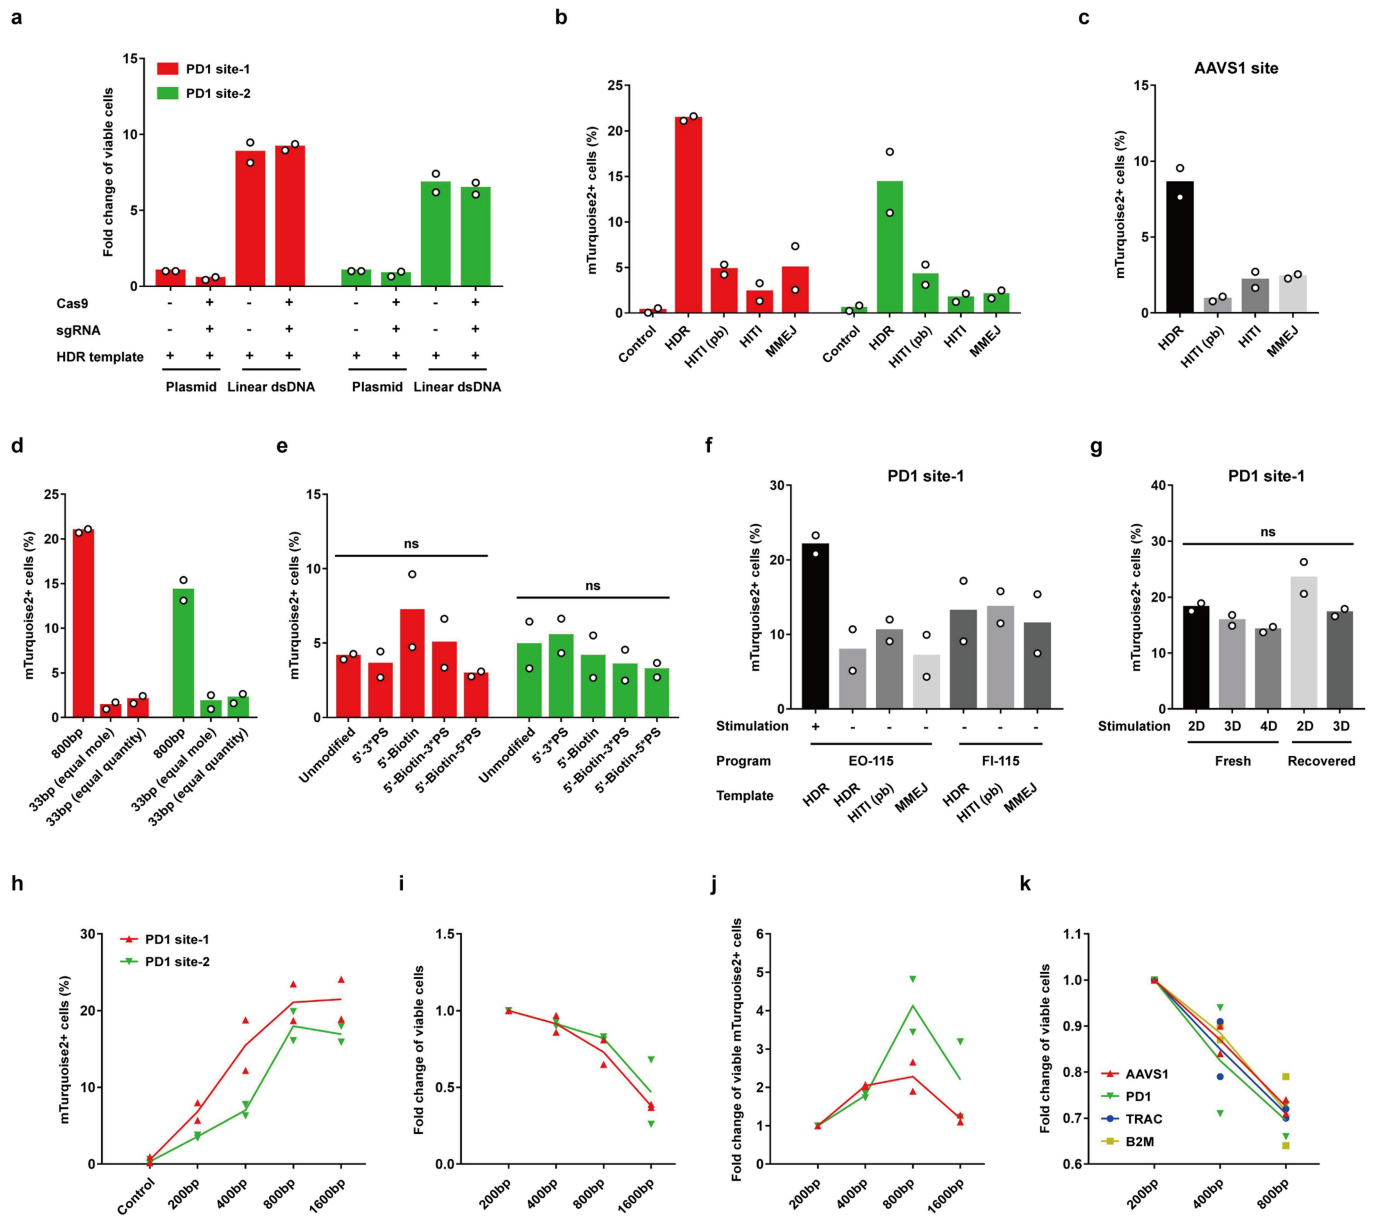 a
Fold change of viable cells
15
10
5
0
PD1 site-1
PD1 site-2
Cas9 - + - + - + - +
sgRNA - + - + - + - +
HDR template + + + + + + + +
Plasmid Linear dsDNA Plasmid Linear dsDNA
b
mTurquoise2+ cells (%)
25
20
15
10
5
0
Control HDR HITI (pb) HITI MMEJ Control HDR HITI (pb) HITI MMEJ
c
AAVS1 site
mTurquoise2+ cells (%)
15
10
5
0
HDR HITI (pb) HITI MMEJ
d
mTurquoise2+ cells (%)
25
20
15
10
5
0
800bp 33bp (equal mole) 33bp (equal quantity) 800bp 33bp (equal mole) 33bp (equal quantity)
e
mTurquoise2+ cells (%)
15
10
5
0
ns
ns
Unmodified 5'-3*PS 5'-Biotin 5'-Biotin-3*PS 5'-Biotin-5*PS Unmodified 5'-3*PS 5'-Biotin 5'-Biotin-3*PS 5'-Biotin-5*PS
f
PD1 site-1
mTurquoise2+ cells (%)
30
20
10
0
Stimulation + - - - - - -
Program EO-115 FI-115
Template HDR HDR HITI (pb) MMEJ HDR HITI (pb) MMEJ
g
PD1 site-1
mTurquoise2+ cells (%)
40
30
20
10
0
ns
Stimulation 2D 3D 4D 2D 3D
Fresh Recovered
h
mTurquoise2+ cells (%)
30
20
10
0
PD1 site-1
PD1 site-2
Control 200bp 400bp 800bp 1600bp
i
Fold change of viable cells
1.5
1.0
0.5
0.0
200bp 400bp 800bp 1600bp
j
Fold change of viable mTurquoise2+ cells
6
5
4
3
2
1
0
200bp 400bp 800bp 1600bp
k
Fold change of viable cells
1.1
1.0
0.9
0.8
0.7
0.6
AAVS1
PD1
TRAC
B2M
200bp 400bp 800bp